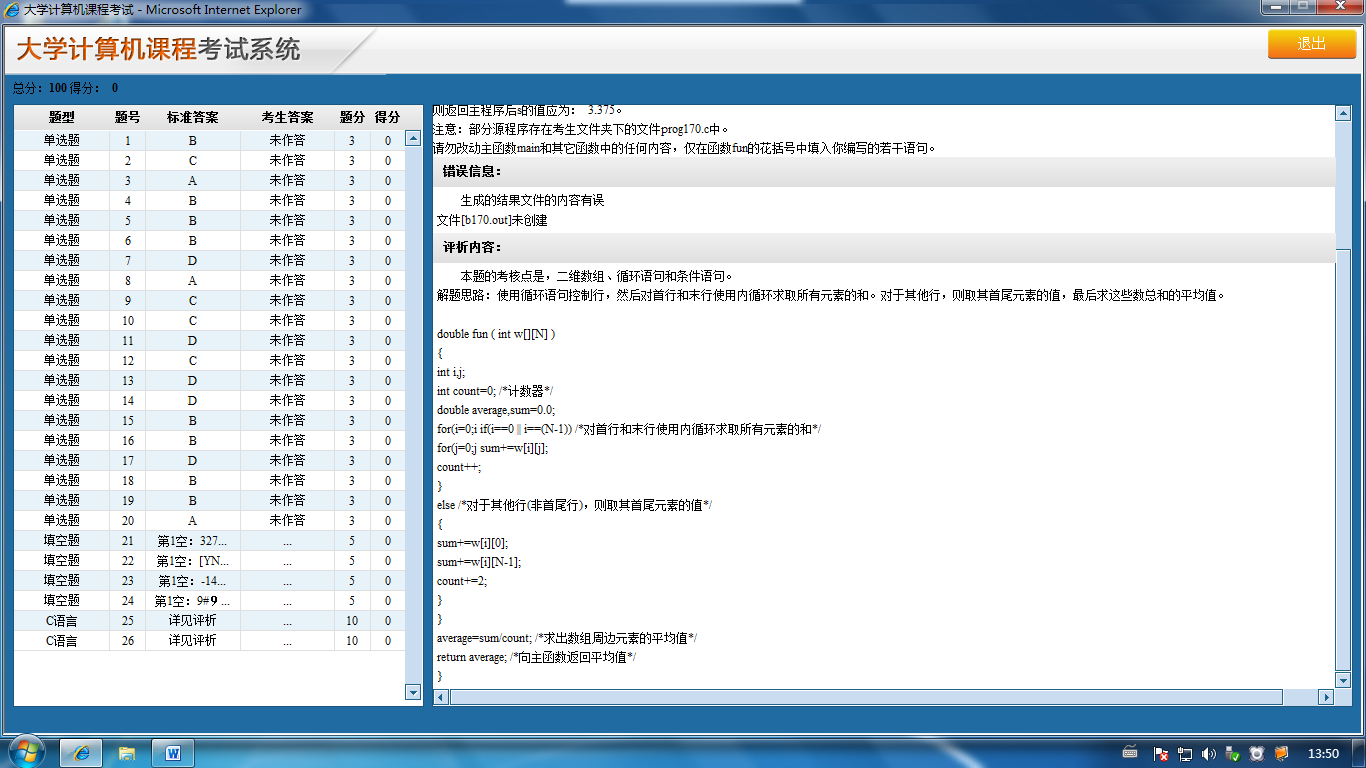 大学计算机课程考试 - Microsoft Internet Explorer
大学计算机课程考试系统
退出
总分：100 得分： 0
题型 题号 标准答案 考生答案 题分 得分
单选题 1 B 未作答 3 0
单选题 2 C 未作答 3 0
单选题 3 A 未作答 3 0
单选题 4 B 未作答 3 0
单选题 5 B 未作答 3 0
单选题 6 B 未作答 3 0
单选题 7 D 未作答 3 0
单选题 8 A 未作答 3 0
单选题 9 C 未作答 3 0
单选题 10 C 未作答 3 0
单选题 11 D 未作答 3 0
单选题 12 C 未作答 3 0
单选题 13 D 未作答 3 0
单选题 14 D 未作答 3 0
单选题 15 B 未作答 3 0
单选题 16 B 未作答 3 0
单选题 17 D 未作答 3 0
单选题 18 B 未作答 3 0
单选题 19 B 未作答 3 0
单选题 20 A 未作答 3 0
填空题 21 第1空：327... ... 5 0
填空题 22 第1空：[YN... ... 5 0
填空题 23 第1空：-14... ... 5 0
填空题 24 第1空：9#9 ... ... 5 0
C语言 25 详见评析 ... 10 0
C语言 26 详见评析 ... 10 0
则返回主程序后s的值应为： 3.375。
注意：部分源程序存在考生文件夹下的文件prog170.c中。
请勿改动主函数main和其它函数中的任何内容，仅在函数fun的花括号中填入你编写的若干语句。
错误信息：
生成的结果文件的内容有误
文件[b170.out]未创建
评析内容：
本题的考核点是，二维数组、循环语句和条件语句。
解题思路：使用循环语句控制行，然后对首行和末行使用内循环求取所有元素的和。对于其他行，则取其首尾元素的值，最后求这些数总和的平均值。
double fun ( int w[][N] )
{
int i,j;
int count=0; /*计数器*/
double average,sum=0.0;
for(i=0;i if(i==0 || i==(N-1)) /*对首行和末行使用内循环求取所有元素的和*/
for(j=0;j sum+=w[i][j];
count++;
}
else /*对于其他行(非首尾行)，则取其首尾元素的值*/
{
sum+=w[i][0];
sum+=w[i][N-1];
count+=2;
}
}
average=sum/count; /*求出数组周边元素的平均值*/
return average; /*向主函数返回平均值*/
}
13:50